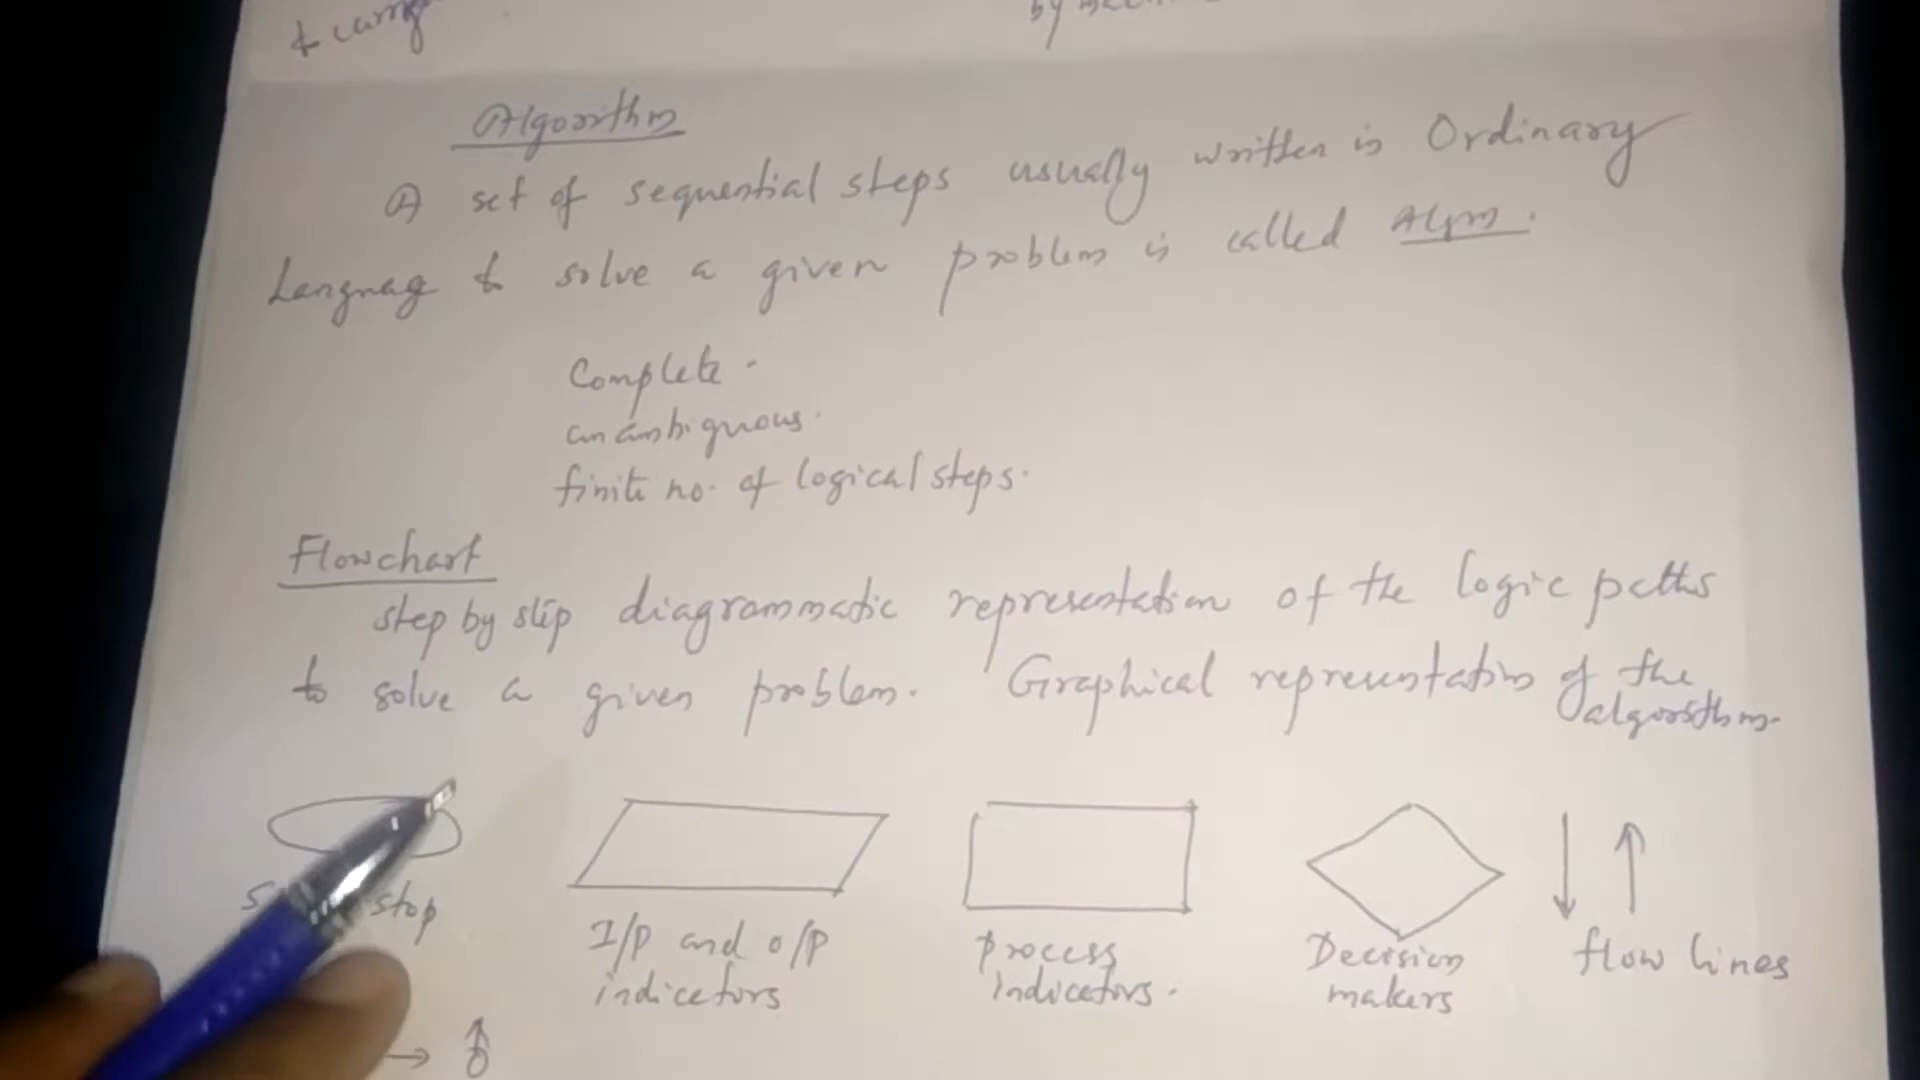 Algorithm
A set of sequential steps usually written is Ordinary
Languag to solve a given problem is called Algm.
Complete.
unambiguous.
finite no. of logical steps.
Flowchart
step by step diagrammatic representation of the logic paths
to solve a given problem. Graphical representation of the
algorithm.
stop
I/P and O/P
indicators
Process
indicators.
Decision
makers
flow lines